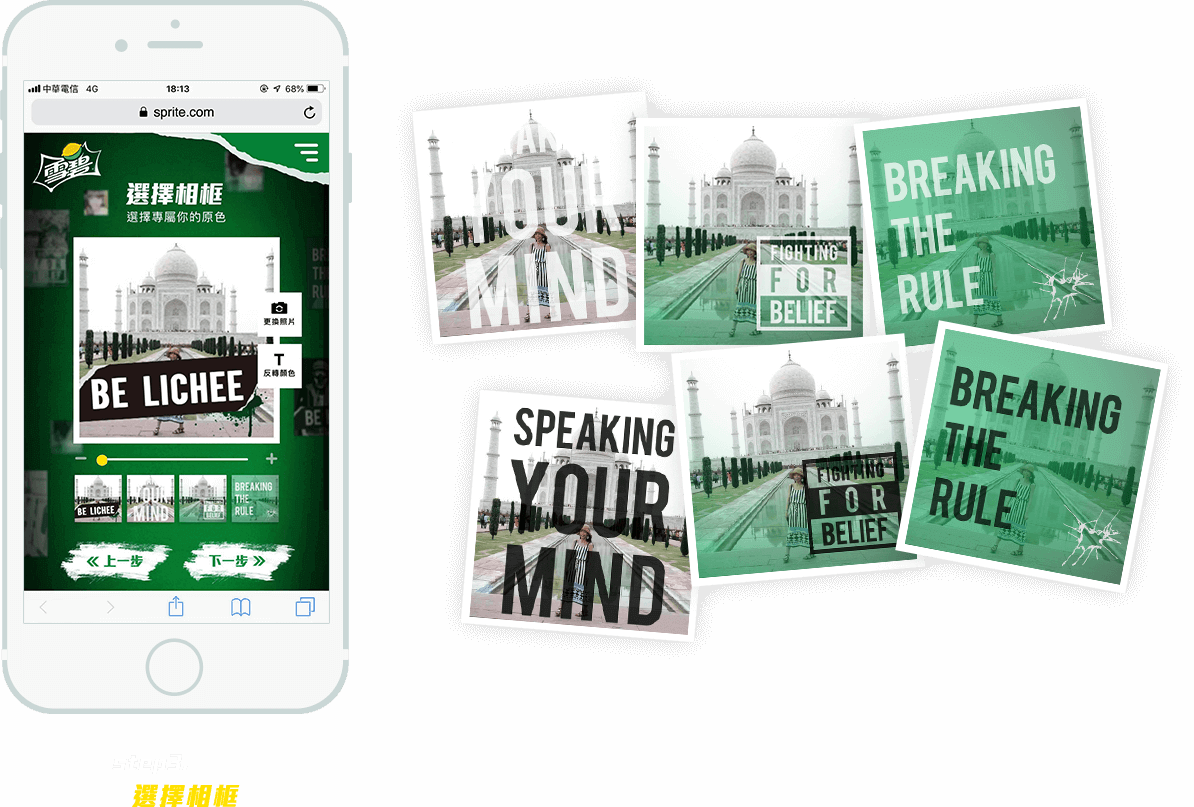 中華電信 4G 18:13 68%
sprite.com
雪碧
選擇相框
選擇專屬你的原色
更換照片
T
反轉顏色
BE LICHEE
− +
BE LICHEE
YOUR
MIND
FIGHTING
FOR
BELIEF
BREAKING
THE
RULE
上一步
下一步
YOUR
MIND
FIGHTING
FOR
BELIEF
BREAKING
THE
RULE
SPEAKING
YOUR
MIND
FIGHTING
FOR
BELIEF
BREAKING
THE
RULE
選擇相框